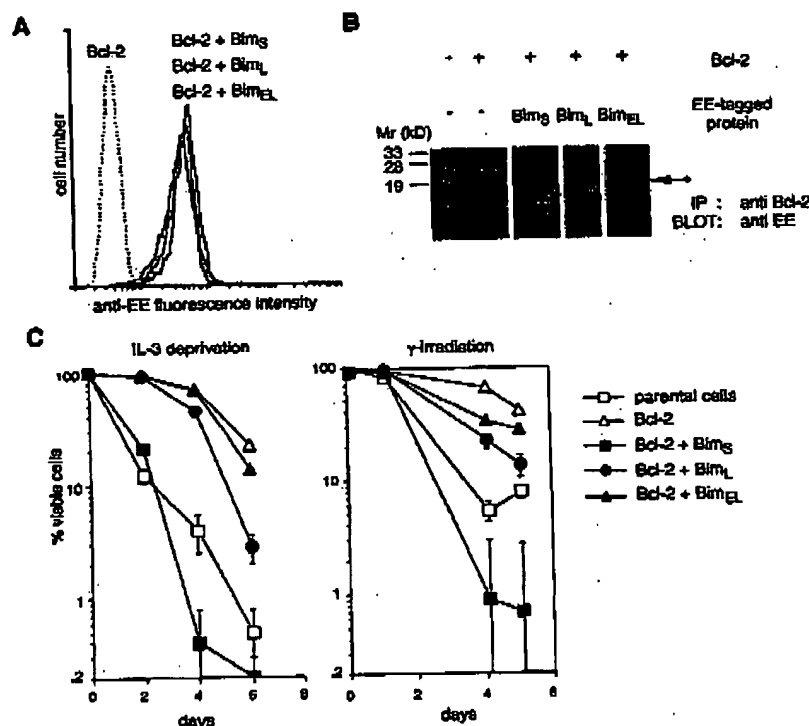 A
Bcl-2
Bcl-2 + BimS
Bcl-2 + BimL
Bcl-2 + BimEL
cell number
anti-EE fluorescence intensity
B
+ + + + + Bcl-2
- - BimS BimL BimEL EE-tagged protein
Mr (kD)
33
28
19
IP : anti Bcl-2
BLOT: anti EE
C
IL-3 deprivation
γ-irradiation
% viable cells
100
10
1
.2
0 2 4 6
days
100
10
1
.2
0 2 4 6
days
parental cells
Bcl-2
Bcl-2 + BimS
Bcl-2 + BimL
Bcl-2 + BimEL